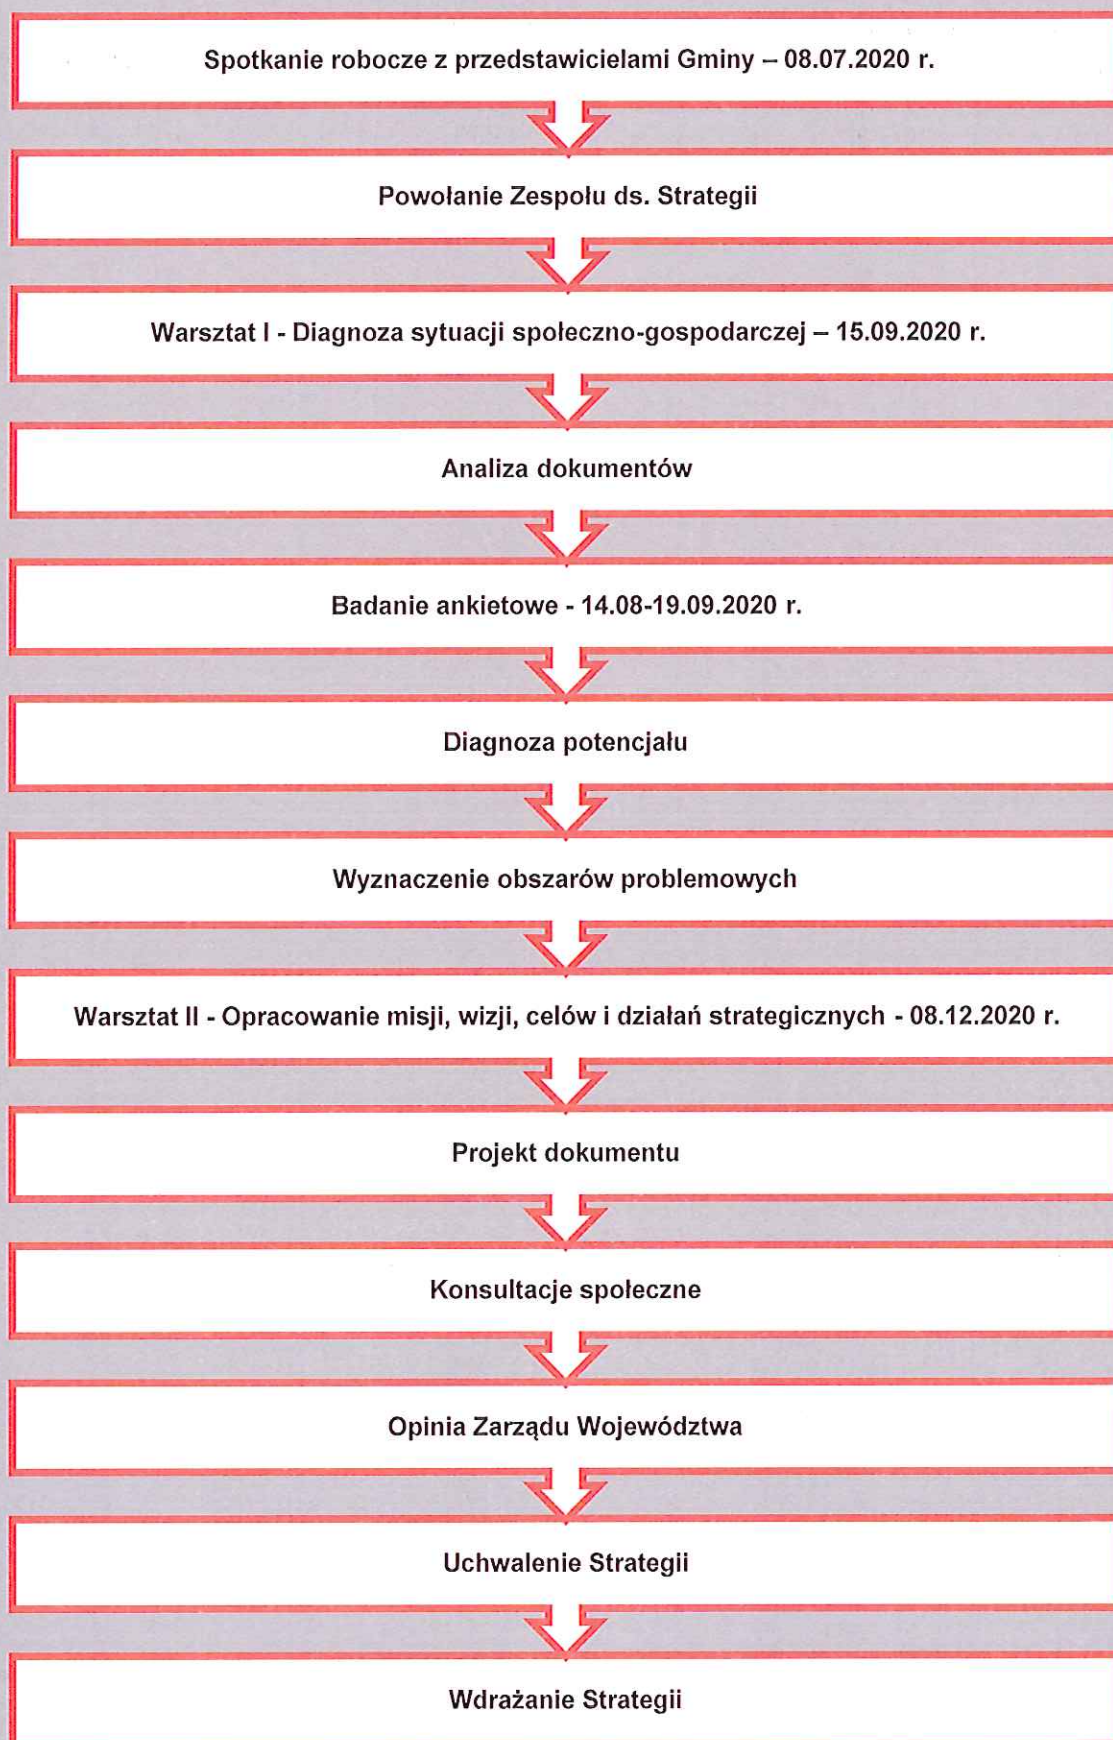 Spotkanie robocze z przedstawicielami Gminy – 08.07.2020 r.
Powołanie Zespołu ds. Strategii
Warsztat I - Diagnoza sytuacji społeczno-gospodarczej – 15.09.2020 r.
Analiza dokumentów
Badanie ankietowe - 14.08-19.09.2020 r.
Diagnoza potencjału
Wyznaczenie obszarów problemowych
Warsztat II - Opracowanie misji, wizji, celów i działań strategicznych - 08.12.2020 r.
Projekt dokumentu
Konsultacje społeczne
Opinia Zarządu Województwa
Uchwalenie Strategii
Wdrażanie Strategii